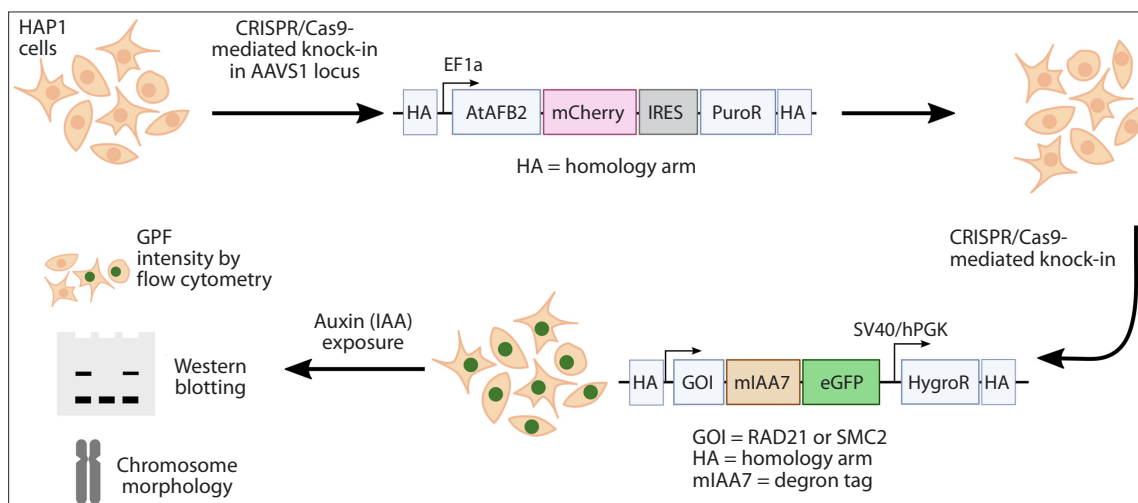 HAP1
cells
CRISPR/Cas9-
mediated knock-in
in AAVS1 locus
EF1a
HA
AtAFB2
mCherry
IRES
PuroR
HA
HA = homology arm
CRISPR/Cas9-
mediated knock-in
SV40/hPGK
HA
GOI
mIAA7
eGFP
HygroR
HA
GOI = RAD21 or SMC2
HA = homology arm
mIAA7 = degron tag
Auxin (IAA)
exposure
GPF
intensity by
flow cytometry
Western
blotting
Chromosome
morphology